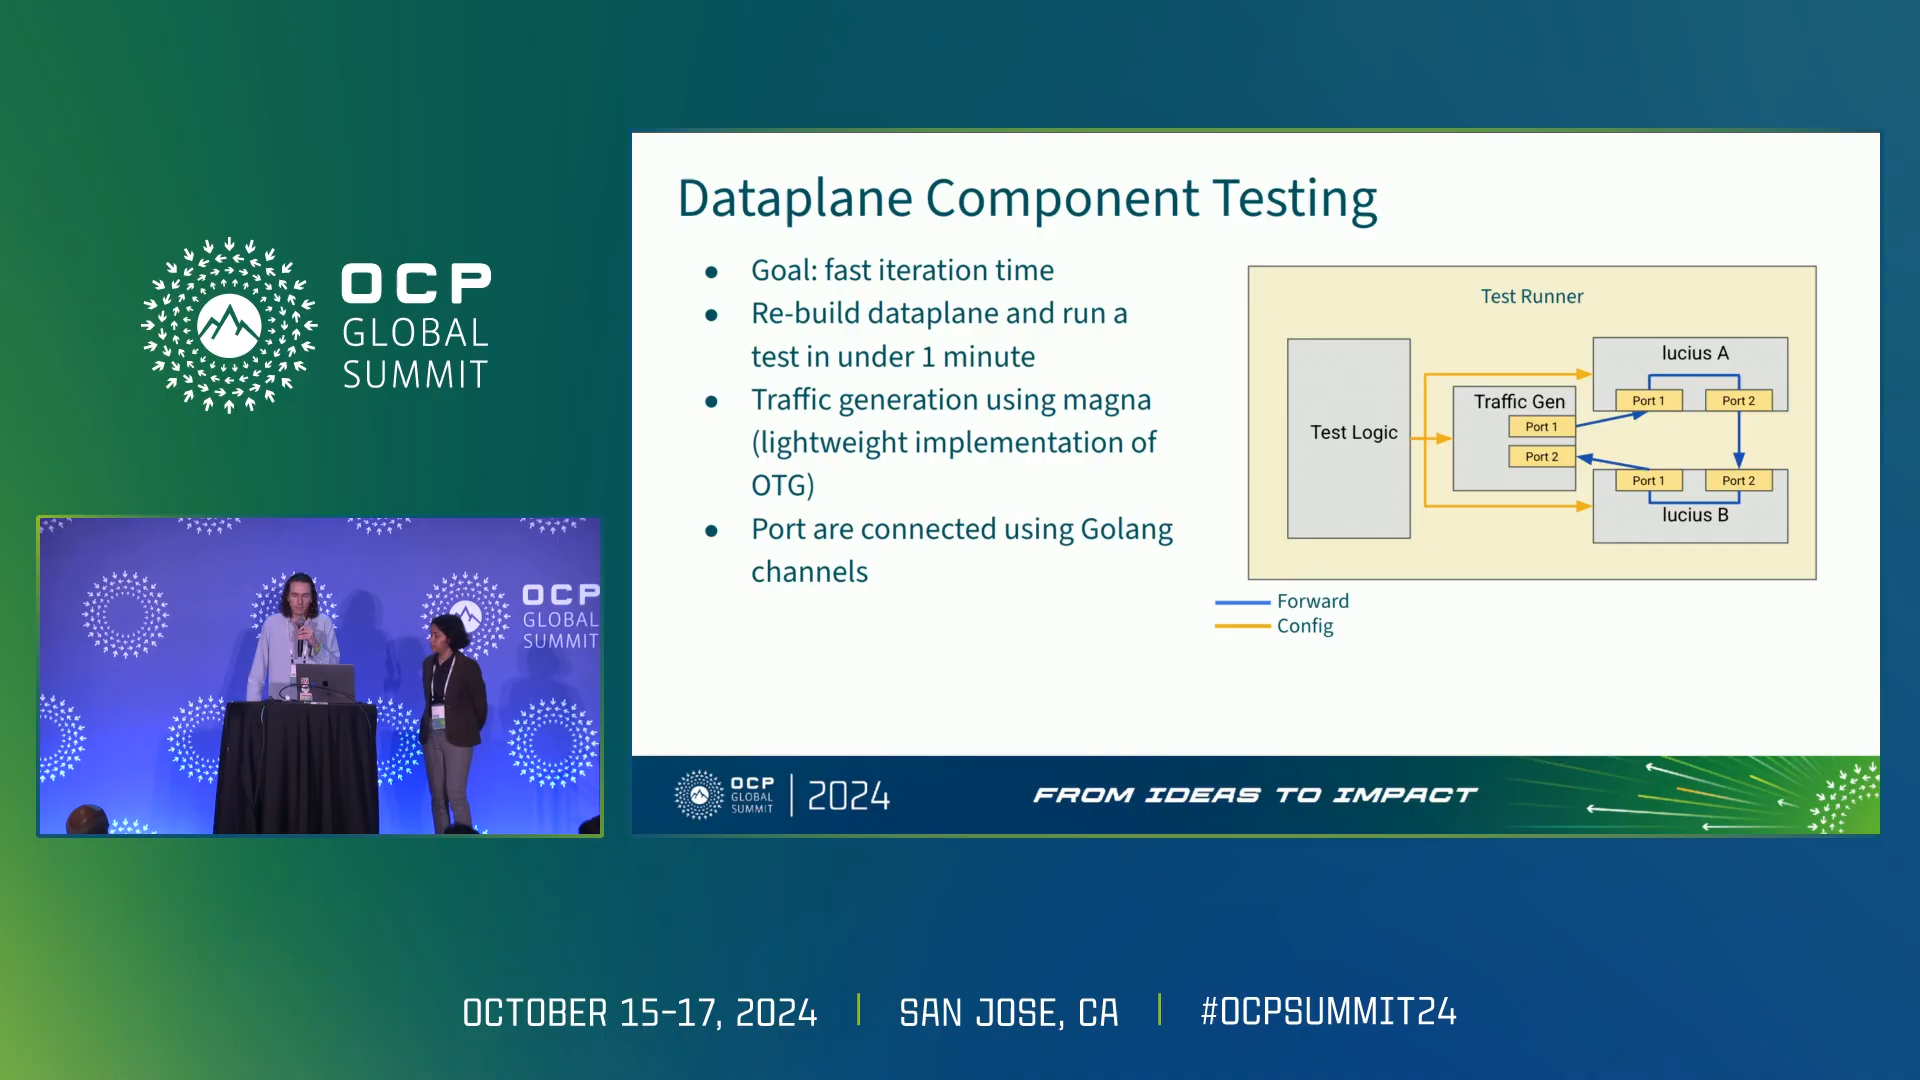 OCP
GLOBAL
SUMMIT
OCP
GLOBAL
SUMMIT
Dataplane Component Testing
● Goal: fast iteration time
● Re-build dataplane and run a
test in under 1 minute
● Traffic generation using magna
(lightweight implementation of
OTG)
● Port are connected using Golang
channels
Test Runner
Test Logic
Traffic Gen
Port 1
Port 2
lucius A
Port 1
Port 2
Port 1
Port 2
lucius B
Forward
Config
OCP
GLOBAL
SUMMIT
2024
FROM IDEAS TO IMPACT
OCTOBER 15-17, 2024 | SAN JOSE, CA | #OCPSUMMIT24